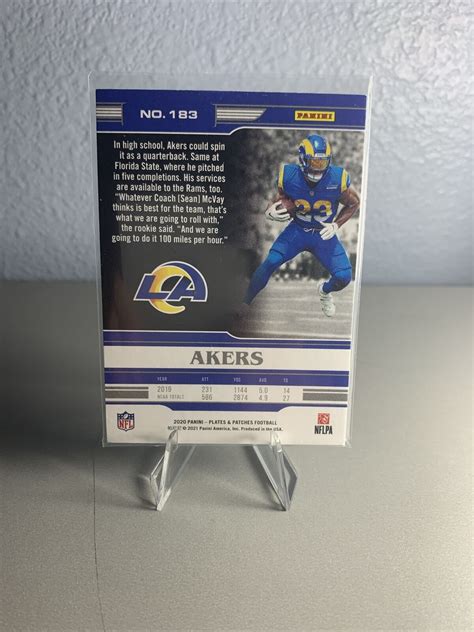 NO. 183
PANINI
In high school, Akers could spin
it as a quarterback. Same at
Florida State, where he pitched
in five completions. His services
are available to the Rams, too.
"Whatever Coach [Sean] McVay
thinks is best for the team, that's
what we are going to roll with,"
the rookie said. "And we are
going to do it 100 miles per hour."
23
LA
AKERS
YEAR ATT YDS AVG TD
2019 231 1144 5.0 14
NCAA TOTALS 586 2874 4.9 27
NFL
2020 PANINI – PLATES & PATCHES FOOTBALL
© 2021 Panini America, Inc. Produced in the USA.
NFLPA